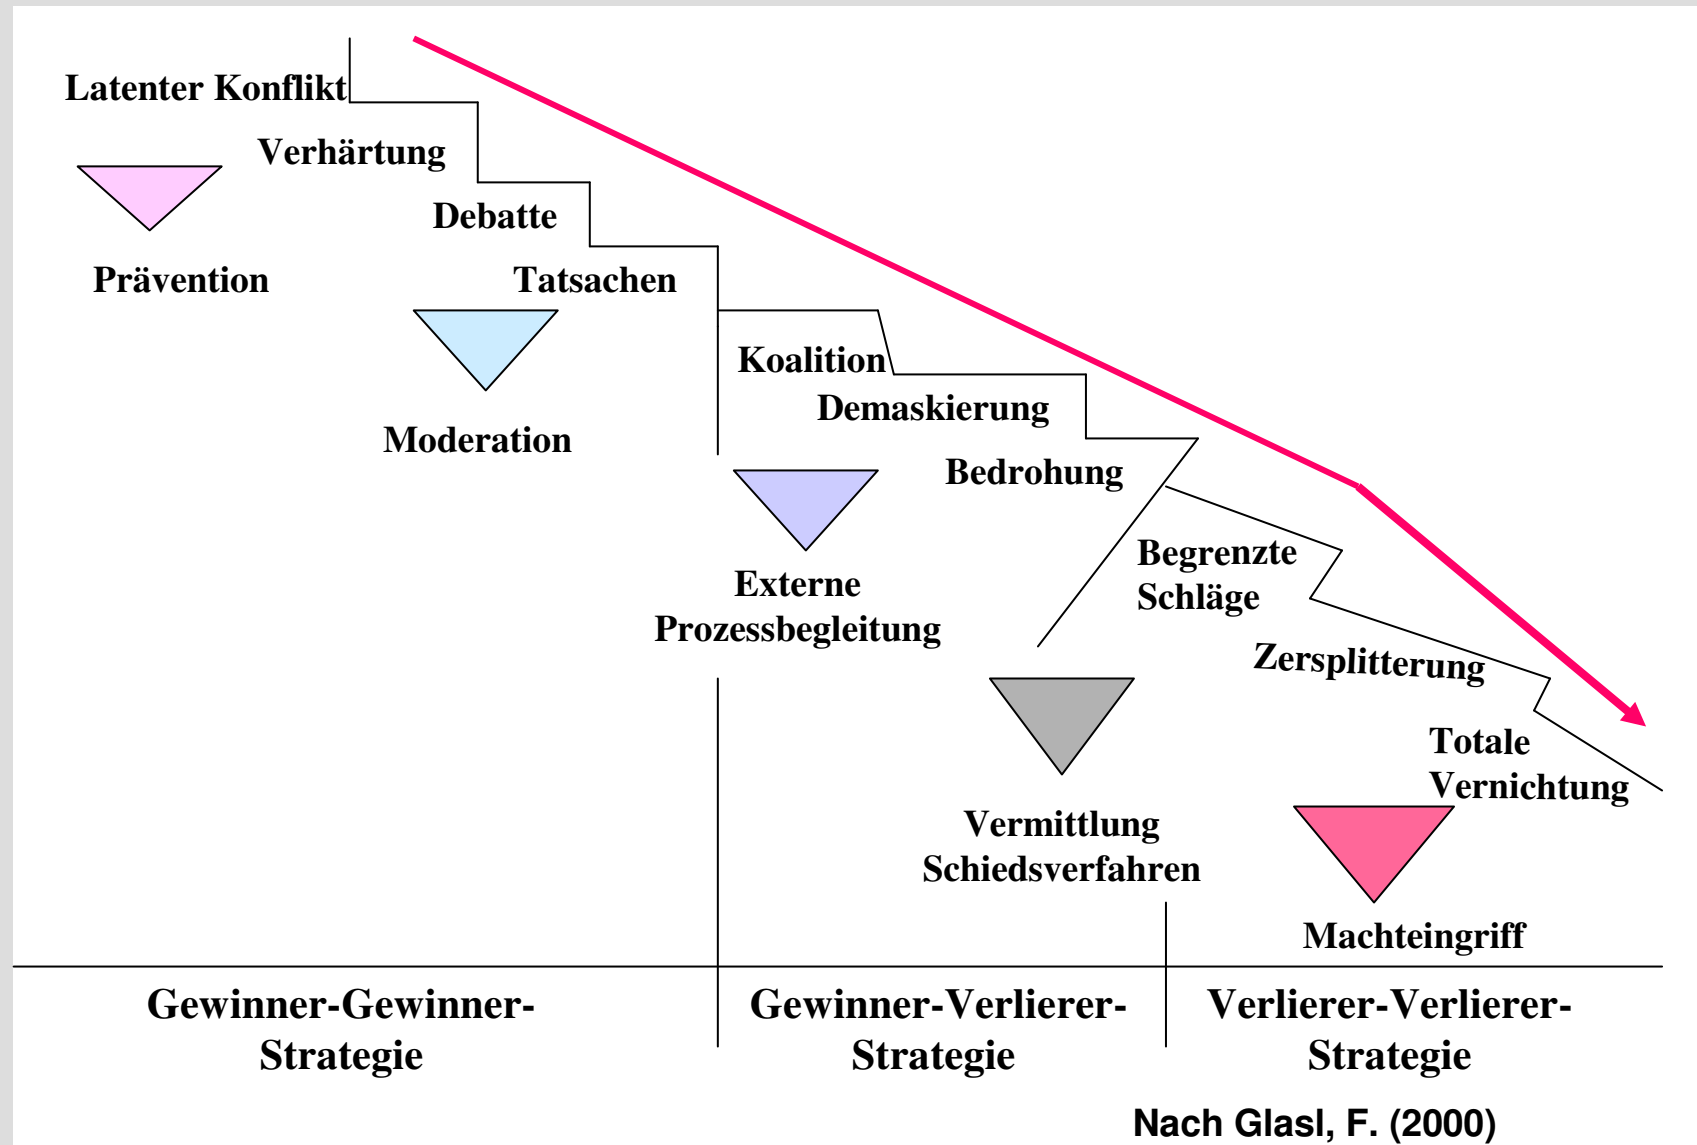 Latenter Konflikt
Verhärtung
Debatte
Prävention
Tatsachen
Koalition
Demaskierung
Moderation
Bedrohung
Begrenzte
Schläge
Externe
Prozessbegleitung
Zersplitterung
Totale
Vernichtung
Vermittlung
Schiedsverfahren
Machteingriff
Gewinner-Gewinner-
Strategie
Gewinner-Verlierer-
Strategie
Verlierer-Verlierer-
Strategie
Nach Glasl, F. (2000)